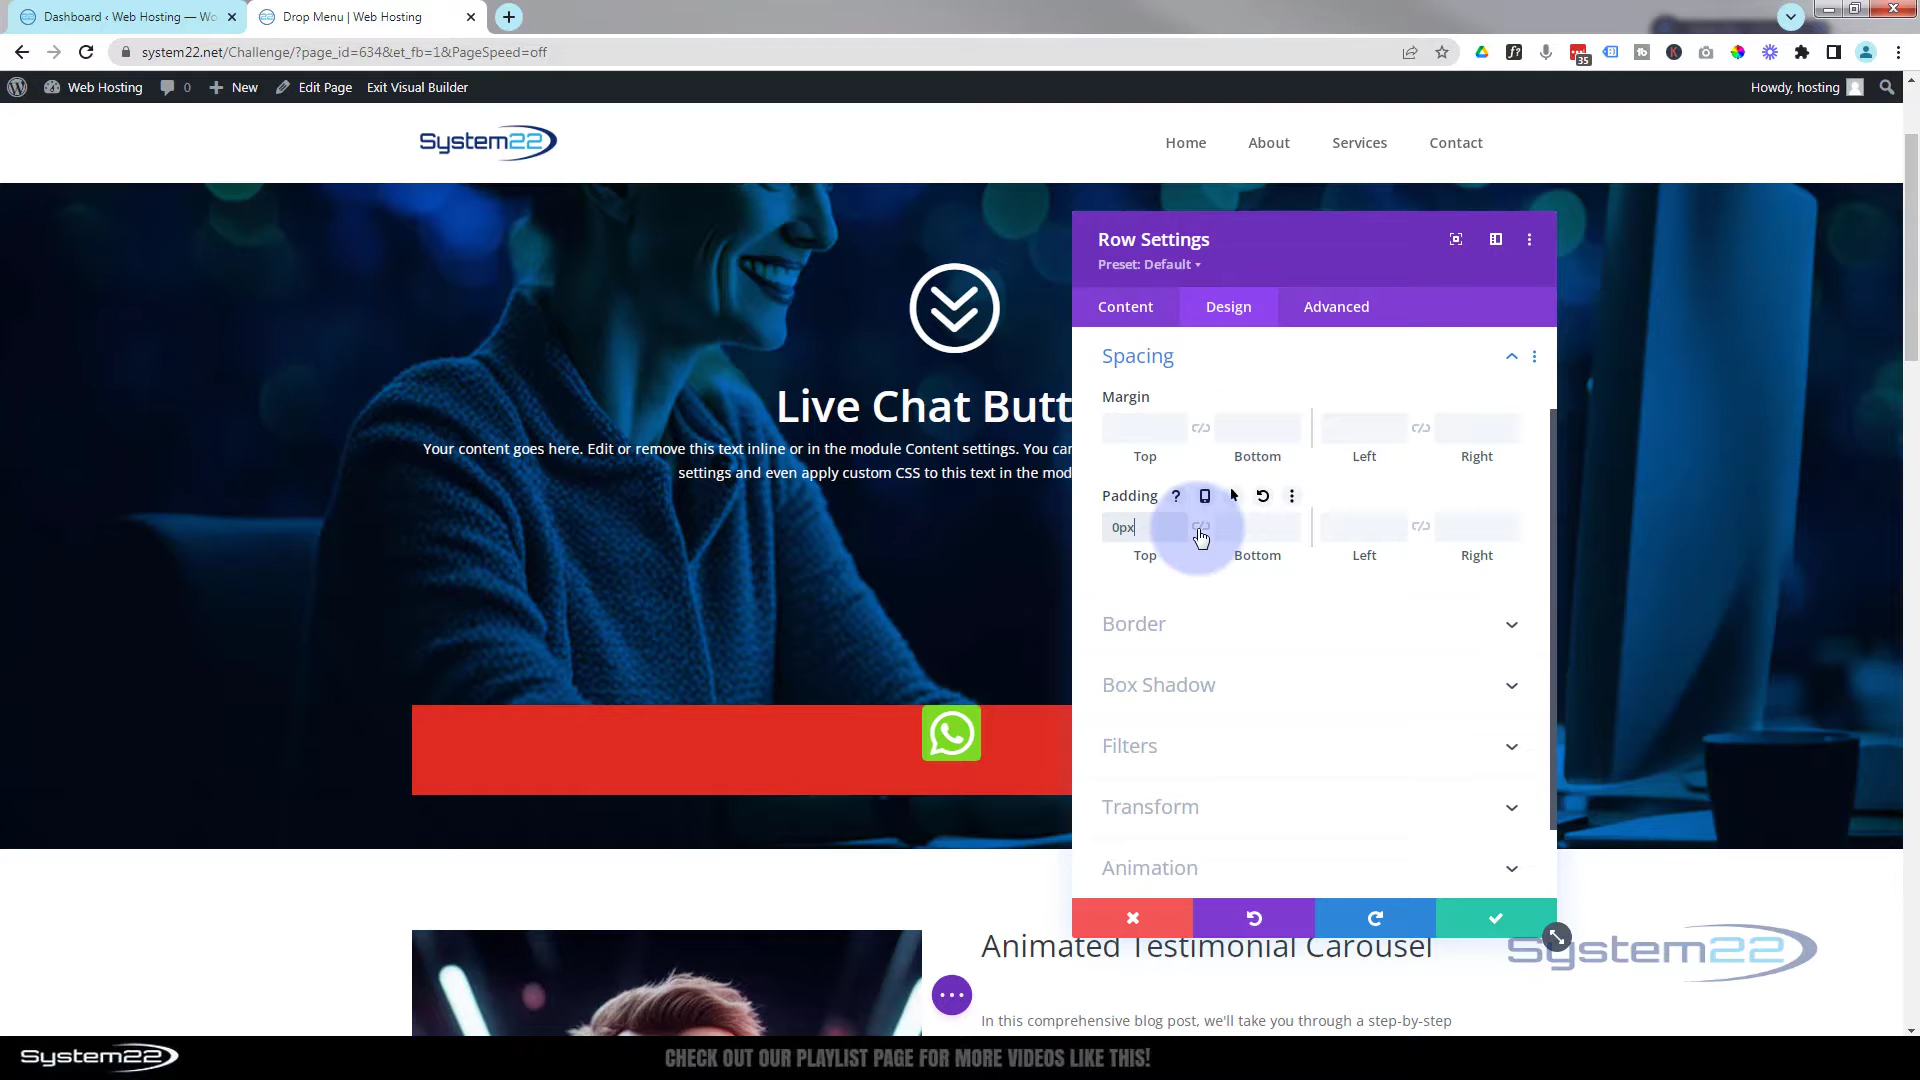 Dashboard ‹ Web Hosting — Wo
Drop Menu | Web Hosting
system22.net/Challenge/?page_id=634&et_fb=1&PageSpeed=off
35
Web Hosting
0
New
Edit Page
Exit Visual Builder
Howdy, hosting
System22
Home
About
Services
Contact
Live Chat Butt
Your content goes here. Edit or remove this text inline or in the module Content settings. You can
settings and even apply custom CSS to this text in the modu
Row Settings
Preset: Default
Content
Design
Advanced
Spacing
Margin
Top
Bottom
Left
Right
Padding
0px
Top
Bottom
Left
Right
Border
Box Shadow
Filters
Transform
Animation
Animated Testimonial Carousel
System22
In this comprehensive blog post, we'll take you through a step-by-step
System22
CHECK OUT OUR PLAYLIST PAGE FOR MORE VIDEOS LIKE THIS!